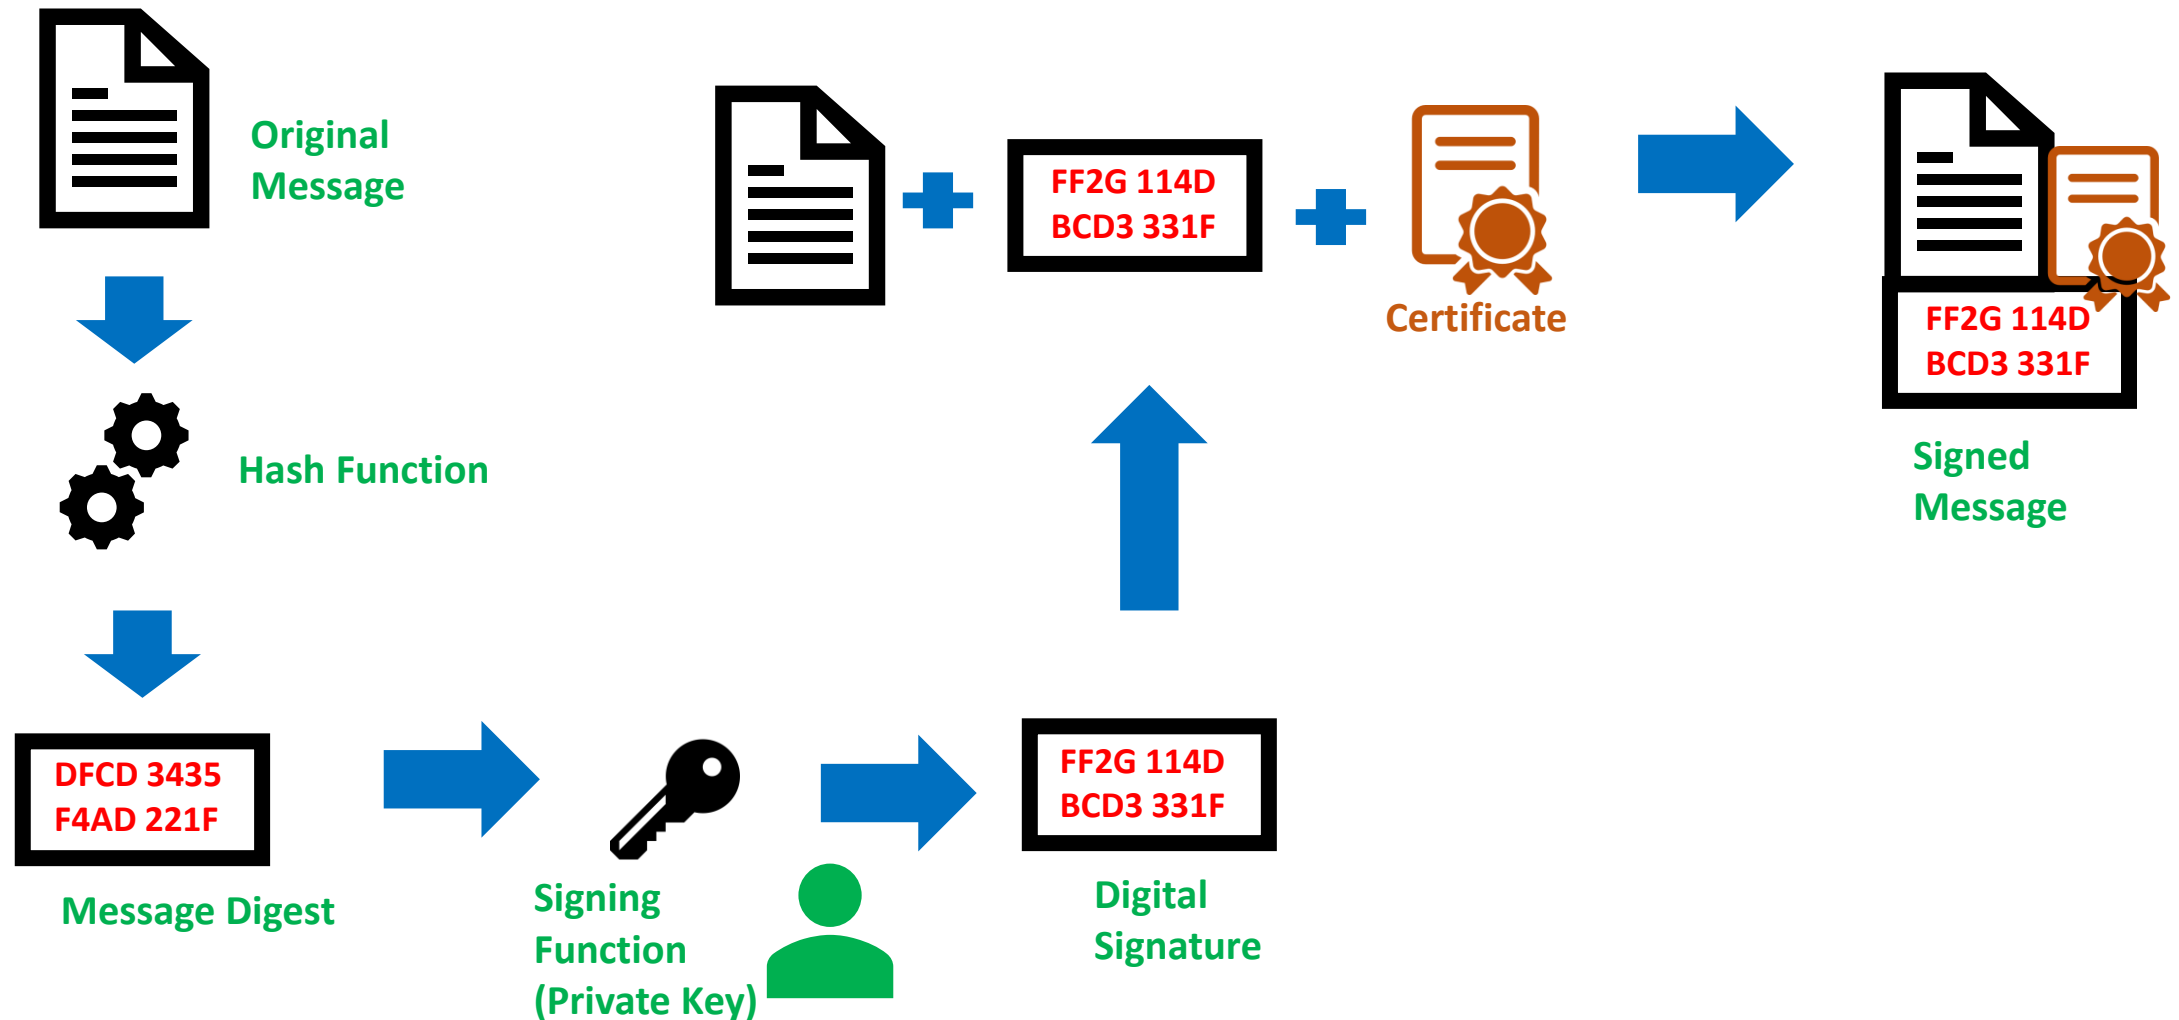 Original
Message
Hash Function
DFCD 3435
F4AD 221F
Message Digest
Signing
Function
(Private Key)
FF2G 114D
BCD3 331F
Digital
Signature
FF2G 114D
BCD3 331F
Certificate
FF2G 114D
BCD3 331F
Signed
Message